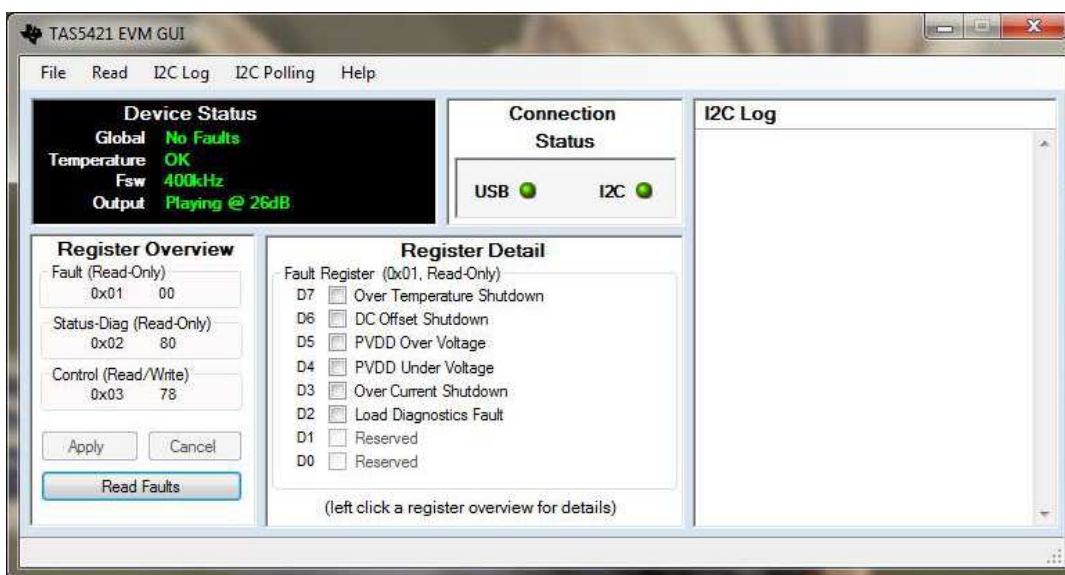 TAS5421 EVM GUI
File Read I2C Log I2C Polling Help
Device Status
Global No Faults
Temperature OK
Fsw 400kHz
Output Playing @ 26dB
Connection
Status
USB I2C
I2C Log
Register Overview
Fault (Read-Only)
0x01 00
Status-Diag (Read-Only)
0x02 80
Control (Read/Write)
0x03 78
Apply Cancel
Read Faults
Register Detail
Fault Register (0x01, Read-Only)
D7 Over Temperature Shutdown
D6 DC Offset Shutdown
D5 PVDD Over Voltage
D4 PVDD Under Voltage
D3 Over Current Shutdown
D2 Load Diagnostics Fault
D1 Reserved
D0 Reserved
(left click a register overview for details)